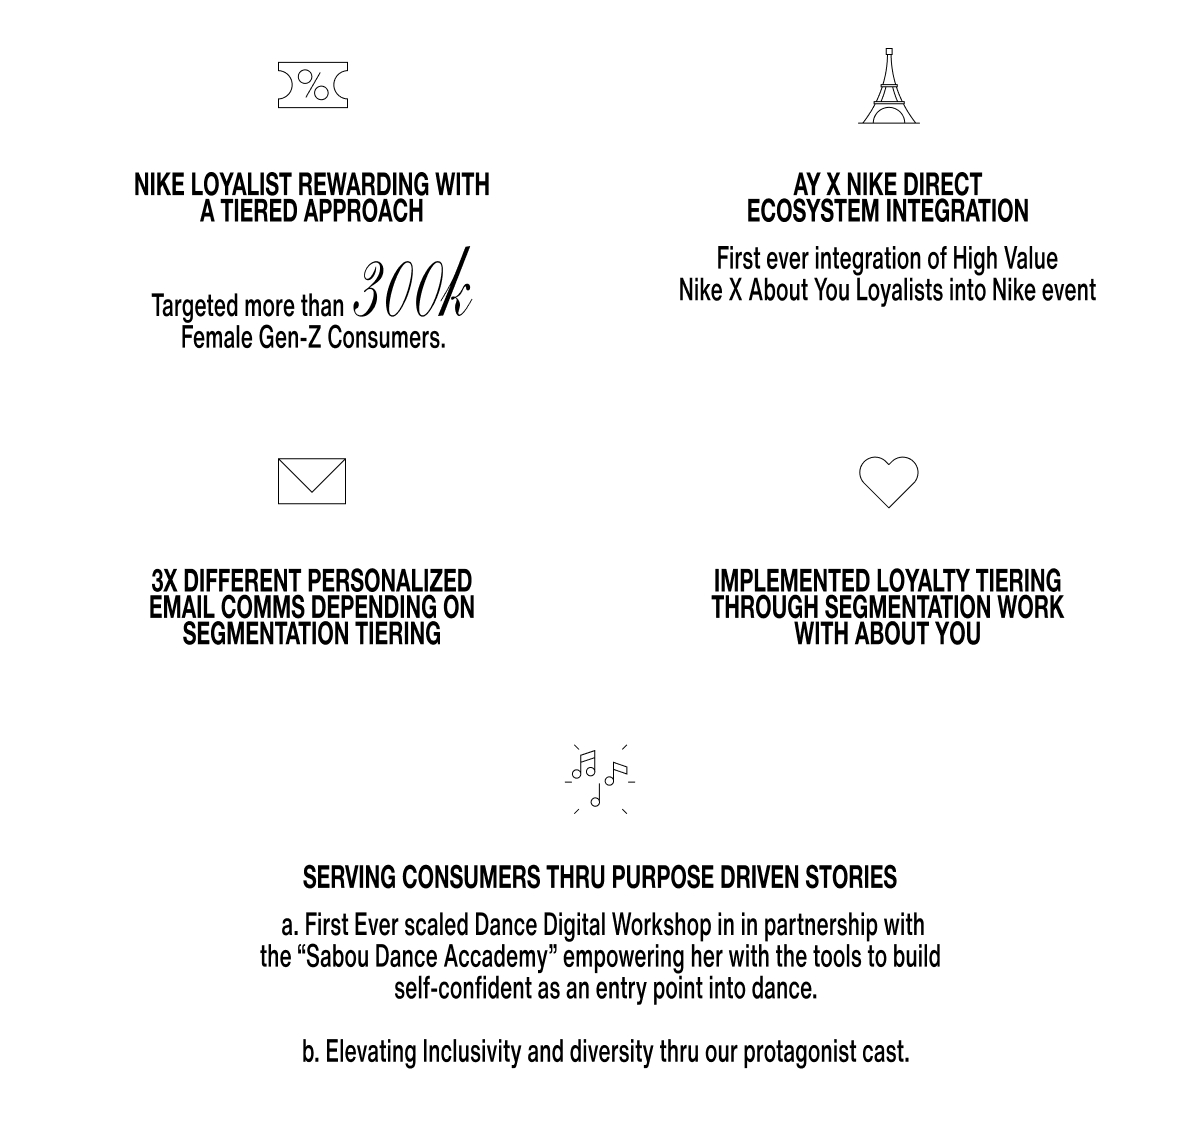 NIKE LOYALIST REWARDING WITH
A TIERED APPROACH
Targeted more than 300k
Female Gen-Z Consumers.
AY X NIKE DIRECT
ECOSYSTEM INTEGRATION
First ever integration of High Value
Nike X About You Loyalists into Nike event
3X DIFFERENT PERSONALIZED
EMAIL COMMS DEPENDING ON
SEGMENTATION TIERING
IMPLEMENTED LOYALTY TIERING
THROUGH SEGMENTATION WORK
WITH ABOUT YOU
SERVING CONSUMERS THRU PURPOSE DRIVEN STORIES
a. First Ever scaled Dance Digital Workshop in in partnership with
the “Sabou Dance Accademy” empowering her with the tools to build
self-confident as an entry point into dance.
b. Elevating Inclusivity and diversity thru our protagonist cast.